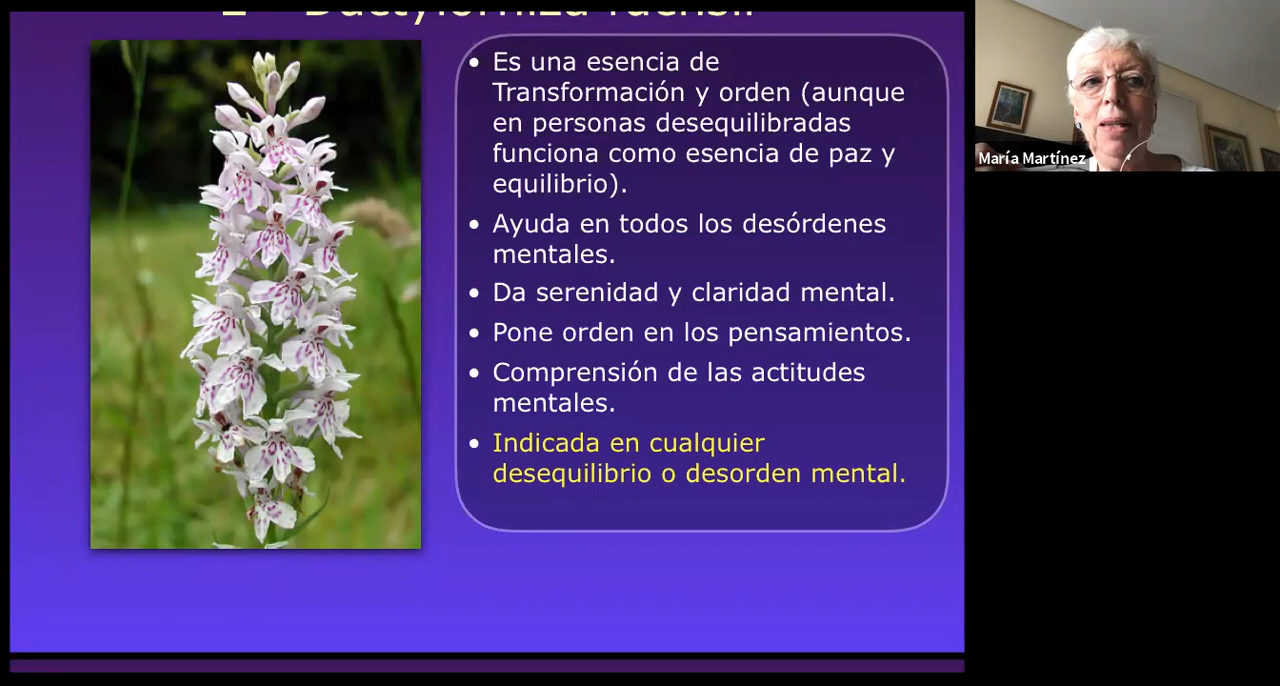 Es una esencia de
Transformación y orden (aunque
en personas desequilibradas
funciona como esencia de paz y
equilibrio).
Ayuda en todos los desórdenes
mentales.
Da serenidad y claridad mental.
Pone orden en los pensamientos.
Comprensión de las actitudes
mentales.
Indicada en cualquier
desequilibrio o desorden mental.
María Martínez